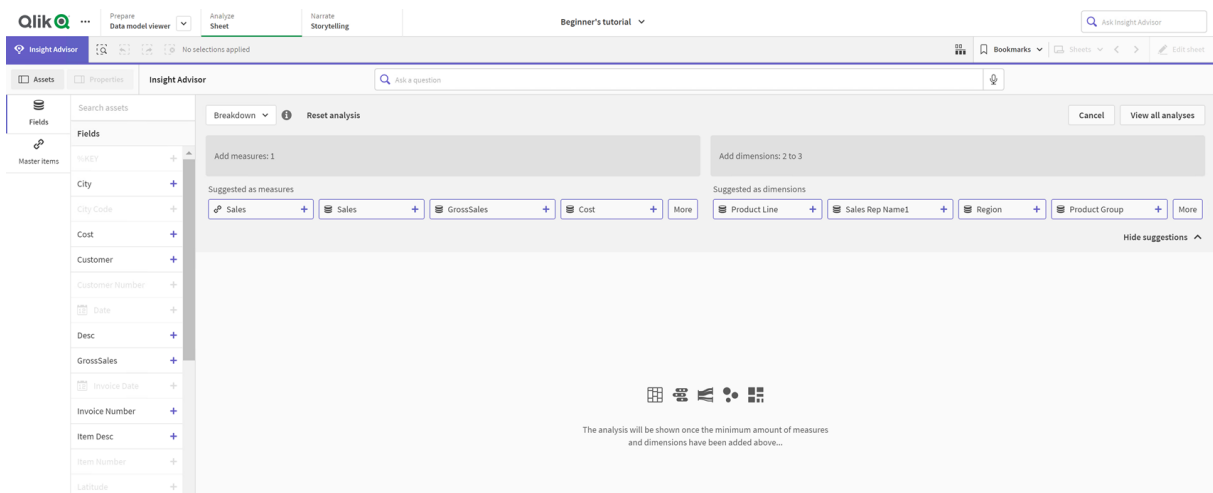 Qlik
Prepare
Data model viewer
Analyze
Sheet
Narrate
Storytelling
Beginner's tutorial
Ask Insight Advisor
Insight Advisor
No selections applied
Bookmarks
Sheets
Edit sheet
Assets
Properties
Insight Advisor
Ask a question
Fields
Master items
Search assets
Fields
%KEY
City
City Code
Cost
Customer
Customer Number
Date
Desc
GrossSales
Invoice Date
Invoice Number
Item Desc
Item Number
Latitude
Breakdown
Reset analysis
Cancel
View all analyses
Add measures: 1
Add dimensions: 2 to 3
Suggested as measures
Sales
Sales
GrossSales
Cost
More
Suggested as dimensions
Product Line
Sales Rep Name1
Region
Product Group
More
Hide suggestions
The analysis will be shown once the minimum amount of measures
and dimensions have been added above...